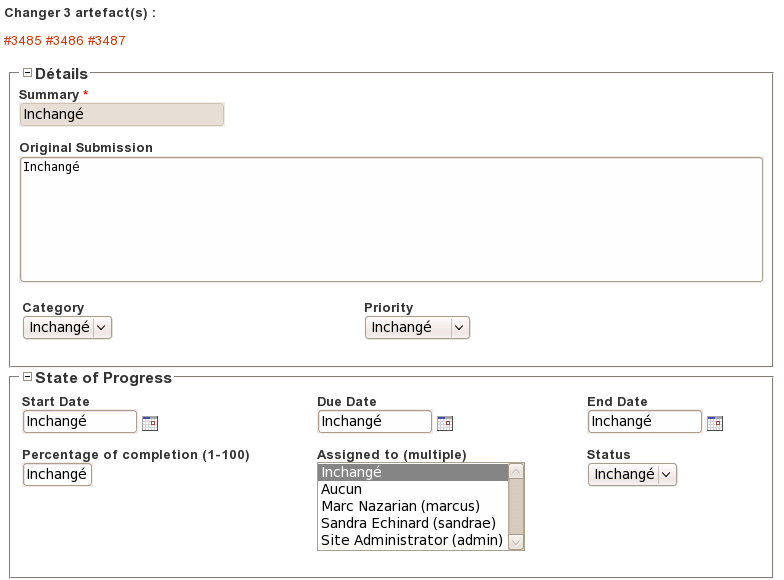 Changer 3 artefact(s) :
#3485 #3486 #3487
Détails
Summary *
Inchangé
Original Submission
Inchangé
Category Priority
Inchangé Inchangé
State of Progress
Start Date Due Date End Date
Inchangé Inchangé Inchangé
Percentage of completion (1-100) Assigned to (multiple) Status
Inchangé Inchangé Inchangé
Aucun
Marc Nazarian (marcus)
Sandra Echinard (sandrae)
Site Administrator (admin)